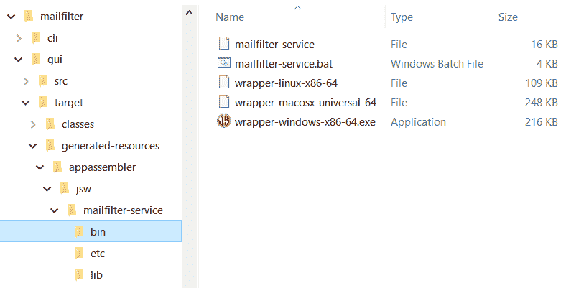 mailfilter
cli
gui
src
target
classes
generated-resources
appassembler
jsw
mailfilter-service
bin
etc
lib
Name Type Size
mailfilter-service File 16 KB
mailfilter-service.bat Windows Batch File 4 KB
wrapper-linux-x86-64 File 109 KB
wrapper-macosx-universal-64 File 248 KB
wrapper-windows-x86-64.exe Application 216 KB